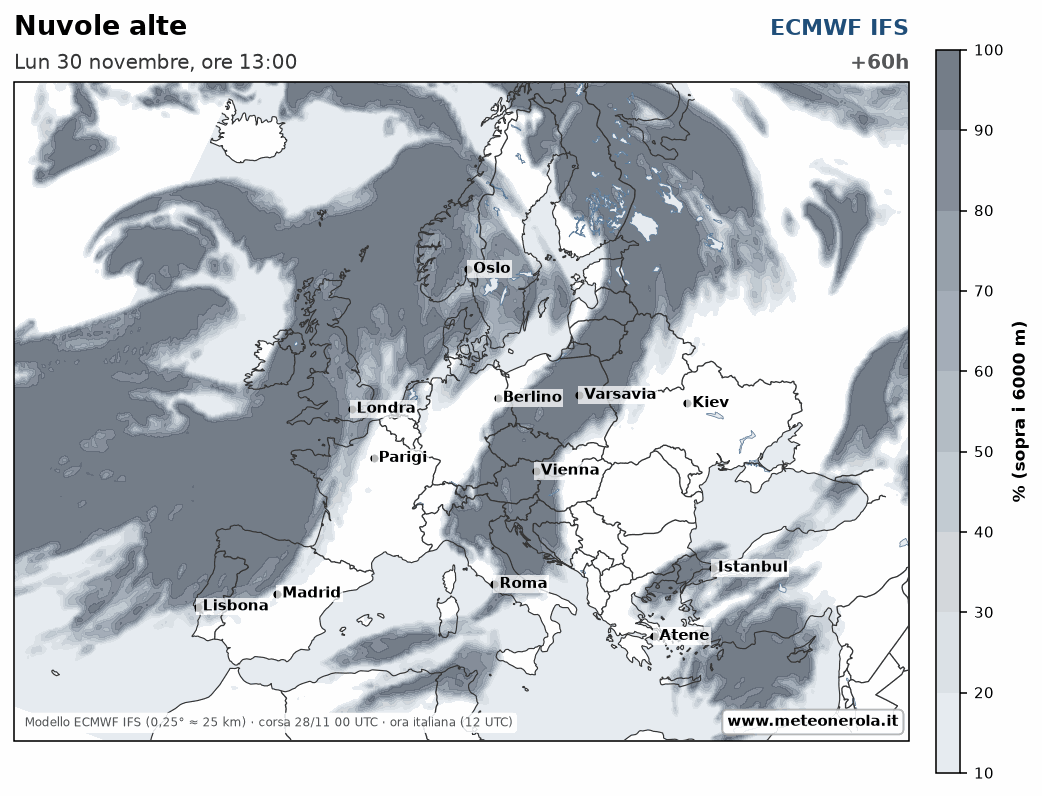 Nuvole alte
ECMWF IFS
Lun 30 novembre, ore 13:00
+60h
100
90
80
70
60
50
40
30
20
10
% (sopra i 6000 m)
Oslo
Berlino
Varsavia
Kiev
Londra
Parigi
Vienna
Istanbul
Roma
Madrid
Lisbona
Atene
Modello ECMWF IFS (0,25° ≈ 25 km) · corsa 28/11 00 UTC · ora italiana (12 UTC)
www.meteonerola.it